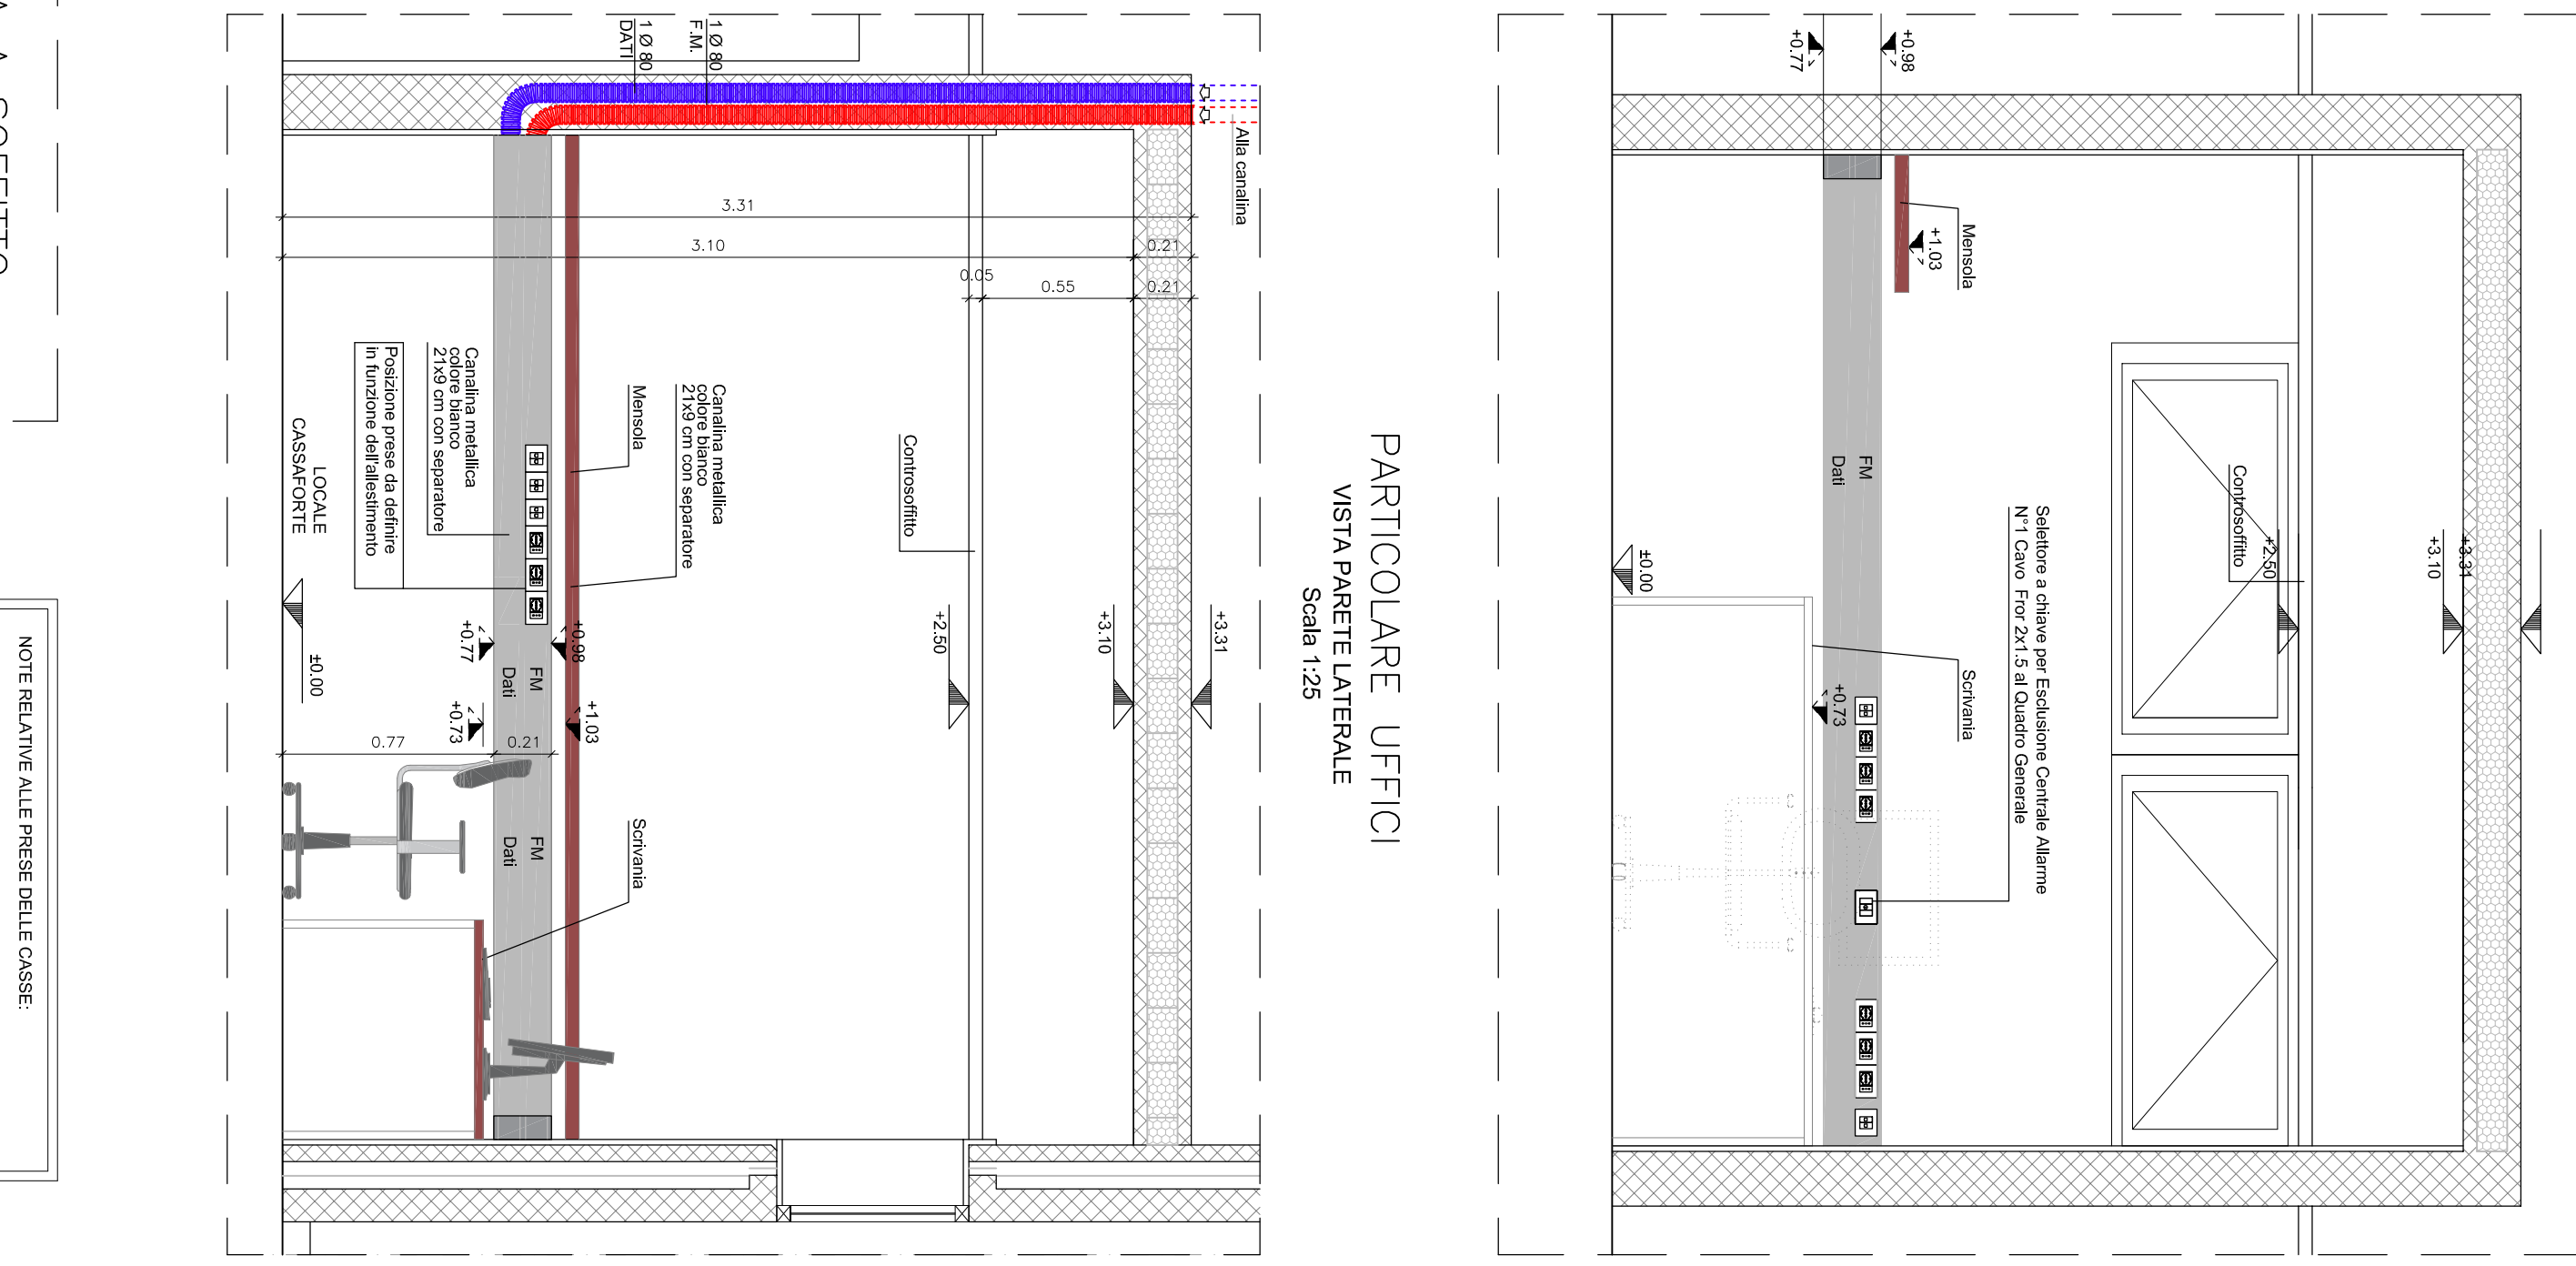 +3.31
+3.10
+2.50
Controsoffitto
Selettore a chiave per Esclusione Centrale Allarme
N°1 Cavo Fror 2x1.5 al Quadro Generale
Mensola
Scrivania
+1.03
+0.98
FM
Dati
+0.77
+0.73
±0.00
PARTICOLARE UFFICI
VISTA PARETE LATERALE
Scala 1:25
Alla canalina
+3.31
+3.10
+2.50
0.21
0.21
0.55
0.05
3.31
3.10
Controsoffitto
1 Ø 80
F.M.
1 Ø 80
DATI
Canalina metallica
colore bianco
21x9 cm con separatore
Mensola
Scrivania
+1.03
+0.98
FM
Dati
FM
Dati
0.21
+0.77
+0.73
0.77
Canalina metallica
colore bianco
21x9 cm con separatore
Posizione prese da definire
in funzione dell'allestimento
LOCALE
CASSAFORTE
±0.00
NOTE RELATIVE ALLE PRESE DELLE CASSE: